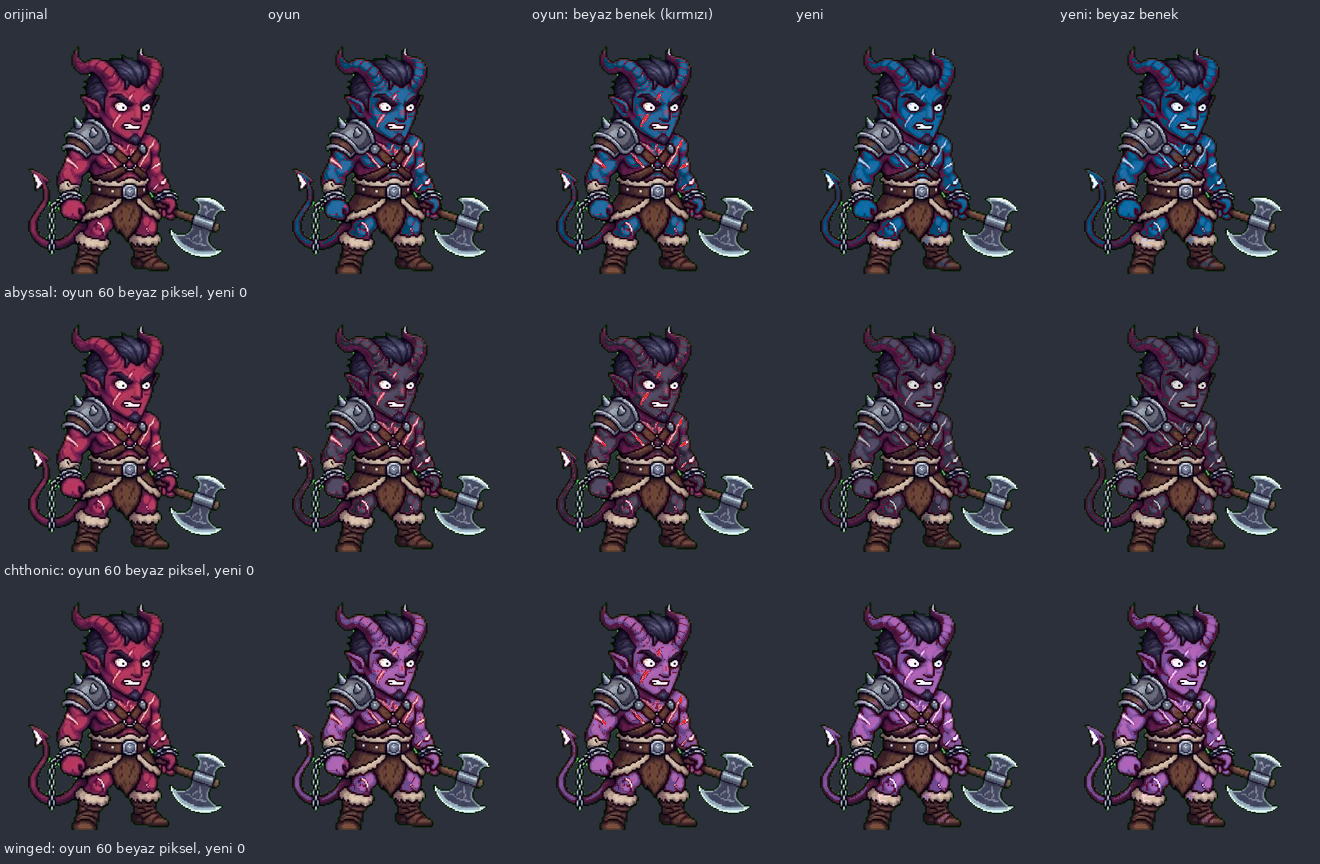 orijinal
oyun
oyun: beyaz benek (kırmızı)
yeni
yeni: beyaz benek
abyssal: oyun 60 beyaz piksel, yeni 0
chthonic: oyun 60 beyaz piksel, yeni 0
winged: oyun 60 beyaz piksel, yeni 0